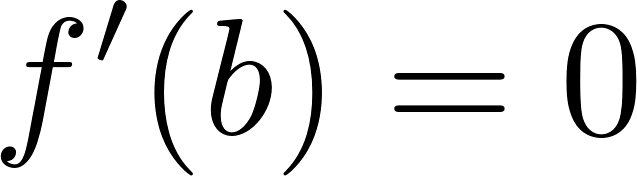 f′(b) = 0